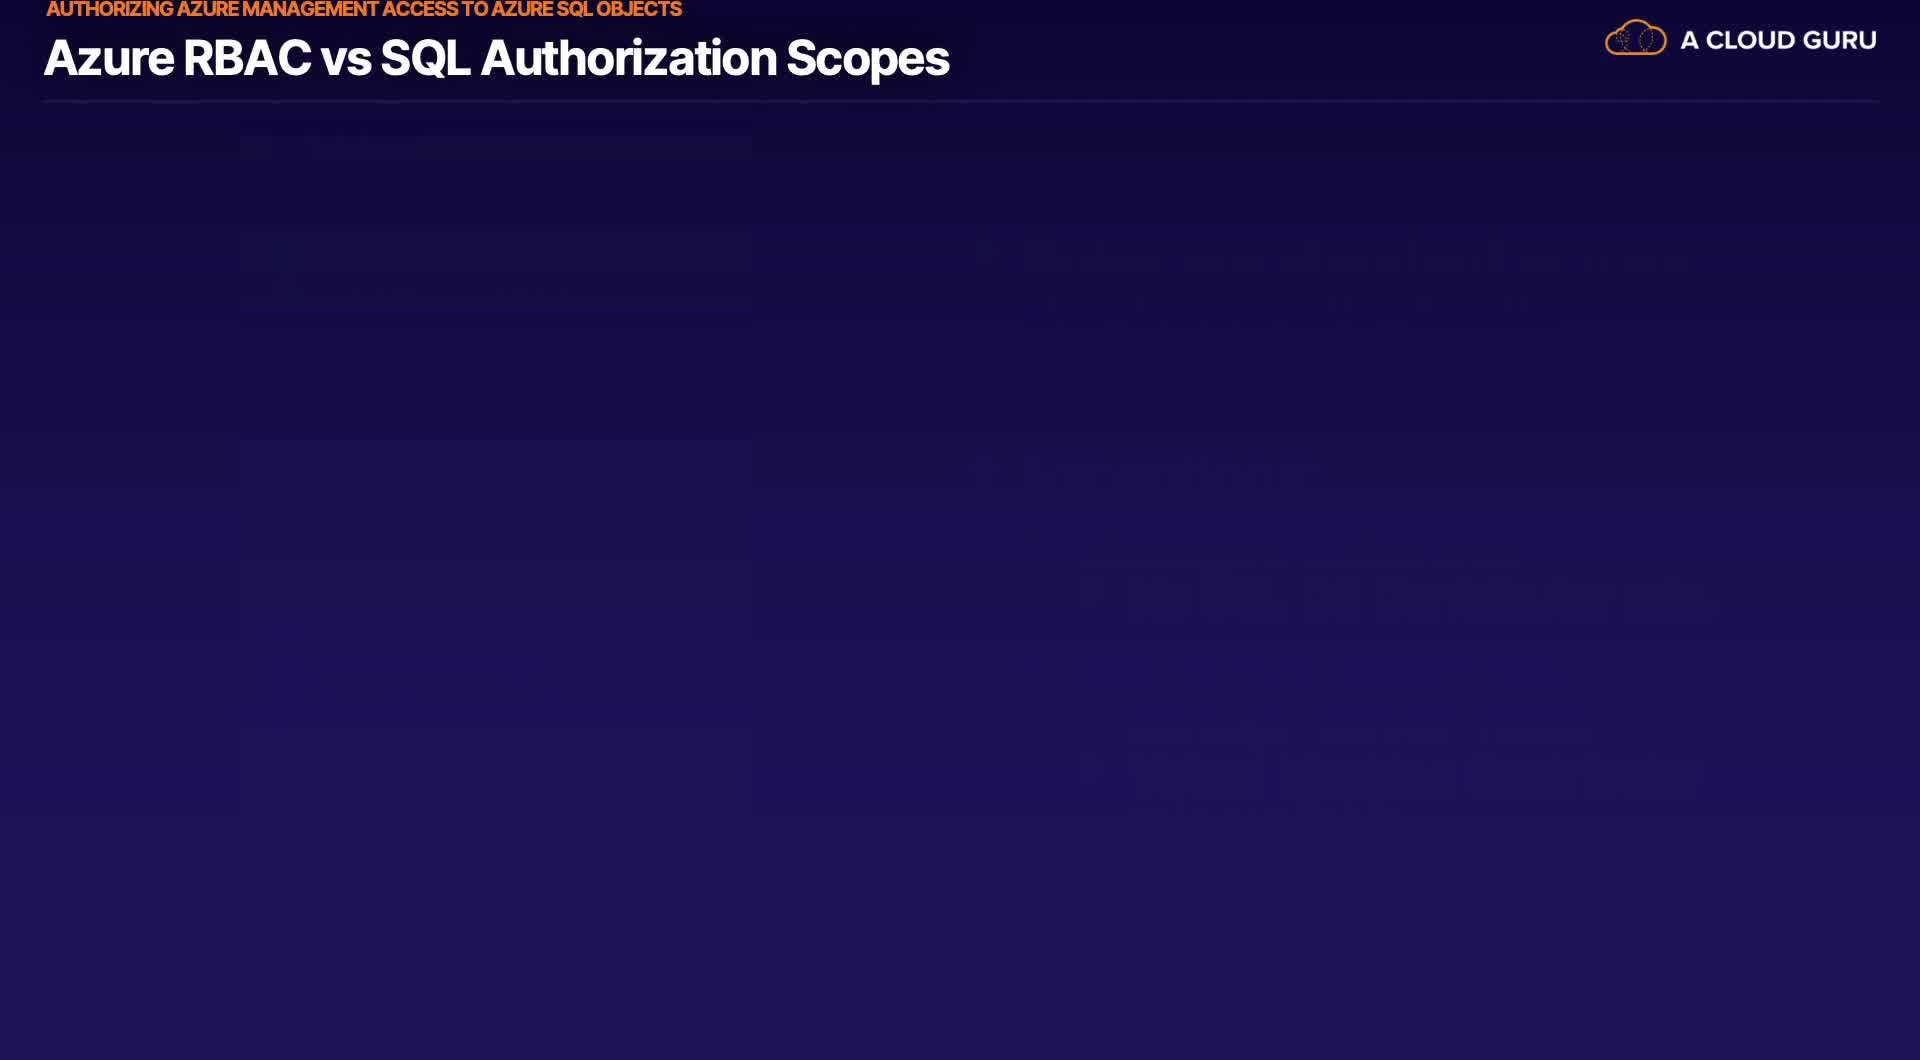 AUTHORIZING AZURE MANAGEMENT ACCESS TO AZURE SQL OBJECTS
Azure RBAC vs SQL Authorization Scopes
A CLOUD GURU